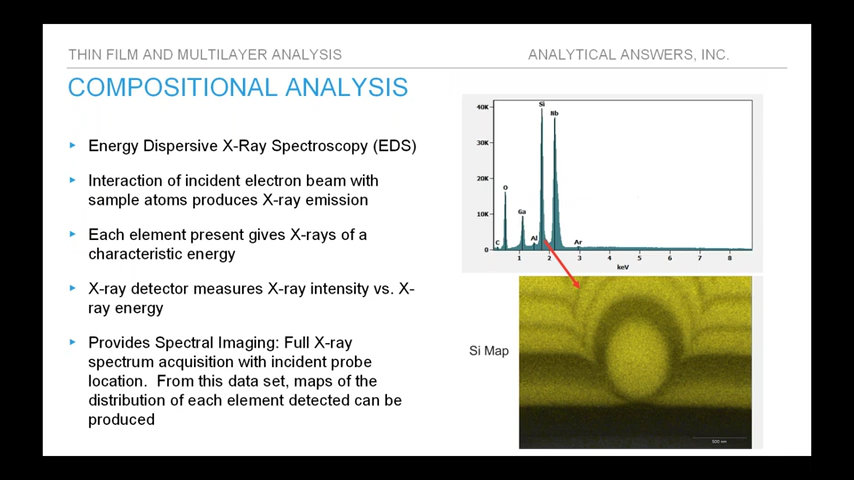 THIN FILM AND MULTILAYER ANALYSIS
ANALYTICAL ANSWERS, INC.
COMPOSITIONAL ANALYSIS
Energy Dispersive X-Ray Spectroscopy (EDS)
Interaction of incident electron beam with
sample atoms produces X-ray emission
Each element present gives X-rays of a
characteristic energy
X-ray detector measures X-ray intensity vs. X-
ray energy
Provides Spectral Imaging: Full X-ray
spectrum acquisition with incident probe
location. From this data set, maps of the
distribution of each element detected can be
produced
40K
30K
20K
10K
0
C
O
Ga
Al
Si
Nb
Ar
1 2 3 4 5 6 7 8
keV
Si Map
500 nm